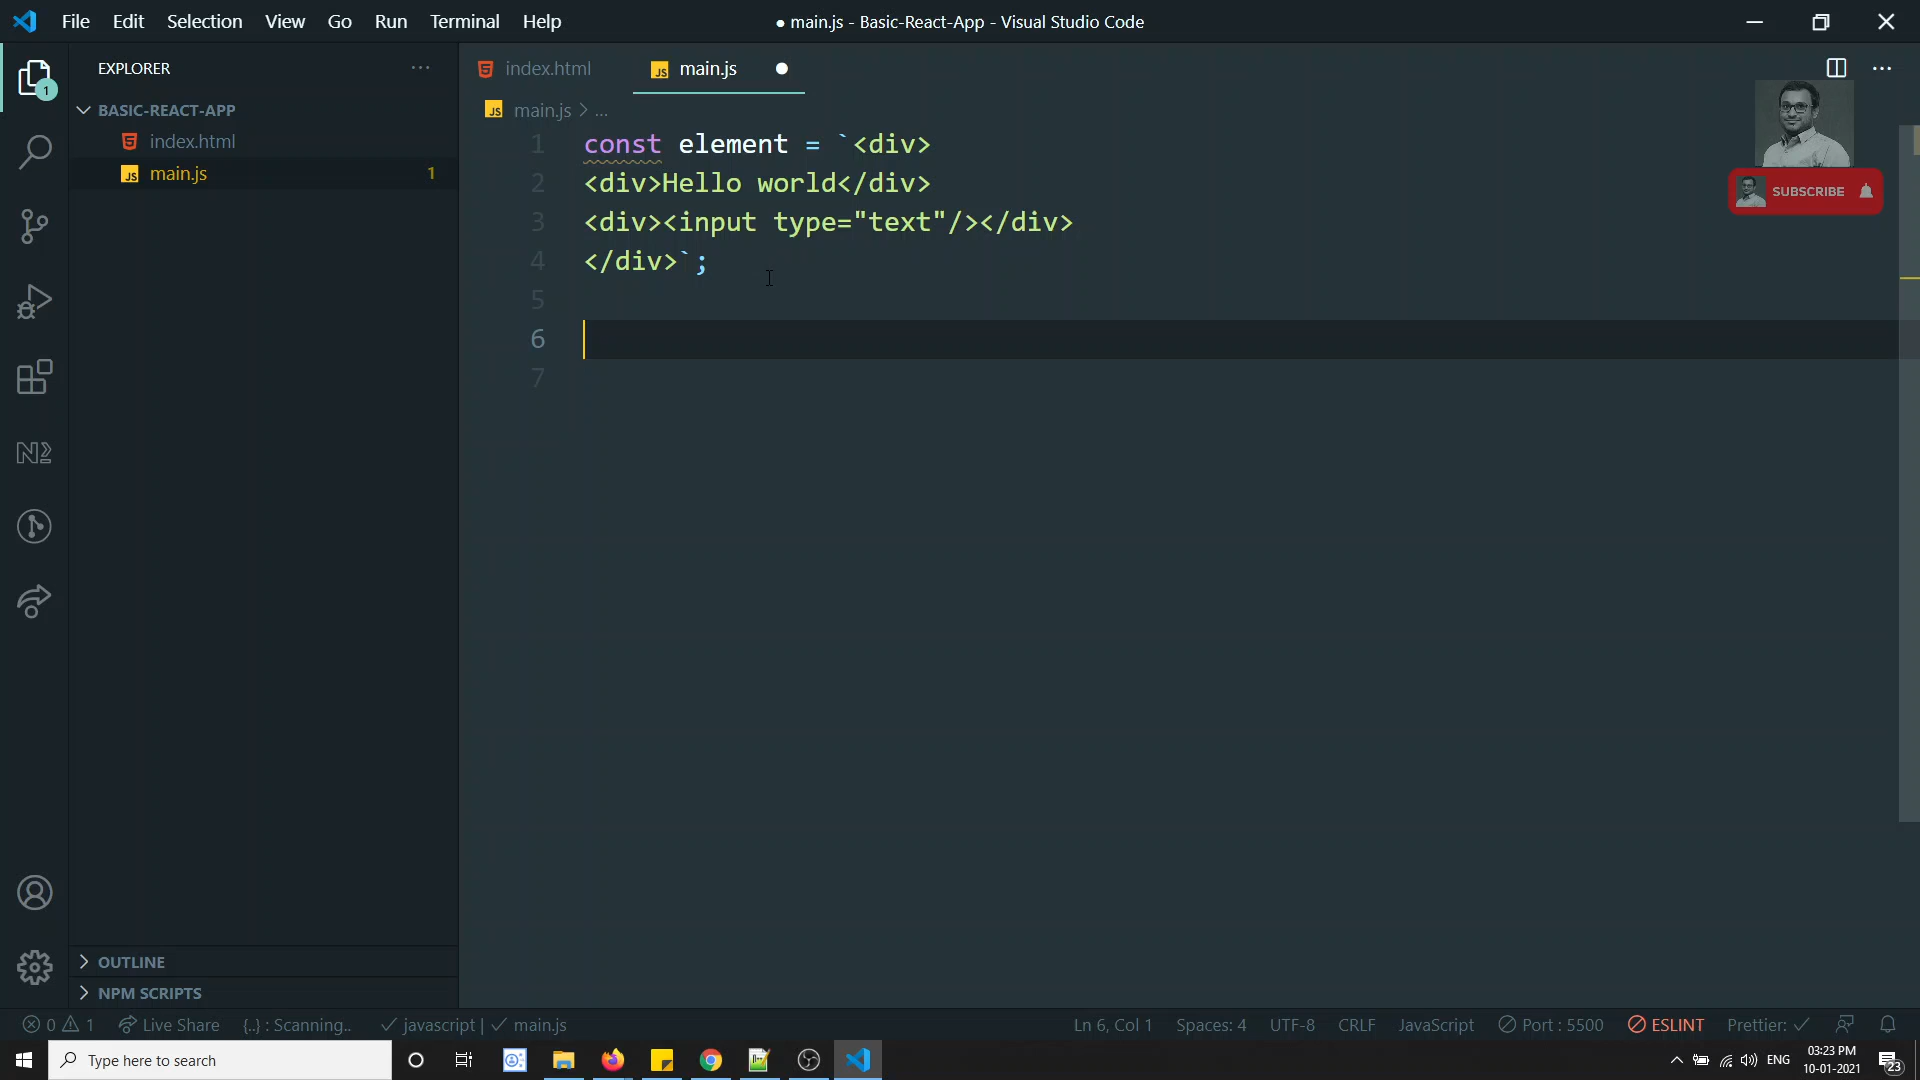 File Edit Selection View Go Run Terminal Help
● main.js - Basic-React-App - Visual Studio Code
1
EXPLORER
BASIC-REACT-APP
index.html
main.js 1
index.html
JS main.js
JS main.js > ...
1 const element = `<div>
2 <div>Hello world</div>
3 <div><input type="text"/></div>
4 </div>`;
5
6
7
SUBSCRIBE
OUTLINE
NPM SCRIPTS
0 1 Live Share {..} : Scanning.. javascript | main.js
Ln 6, Col 1 Spaces: 4 UTF-8 CRLF JavaScript Port : 5500 ESLINT Prettier:
Type here to search
ENG
03:23 PM
10-01-2021
23